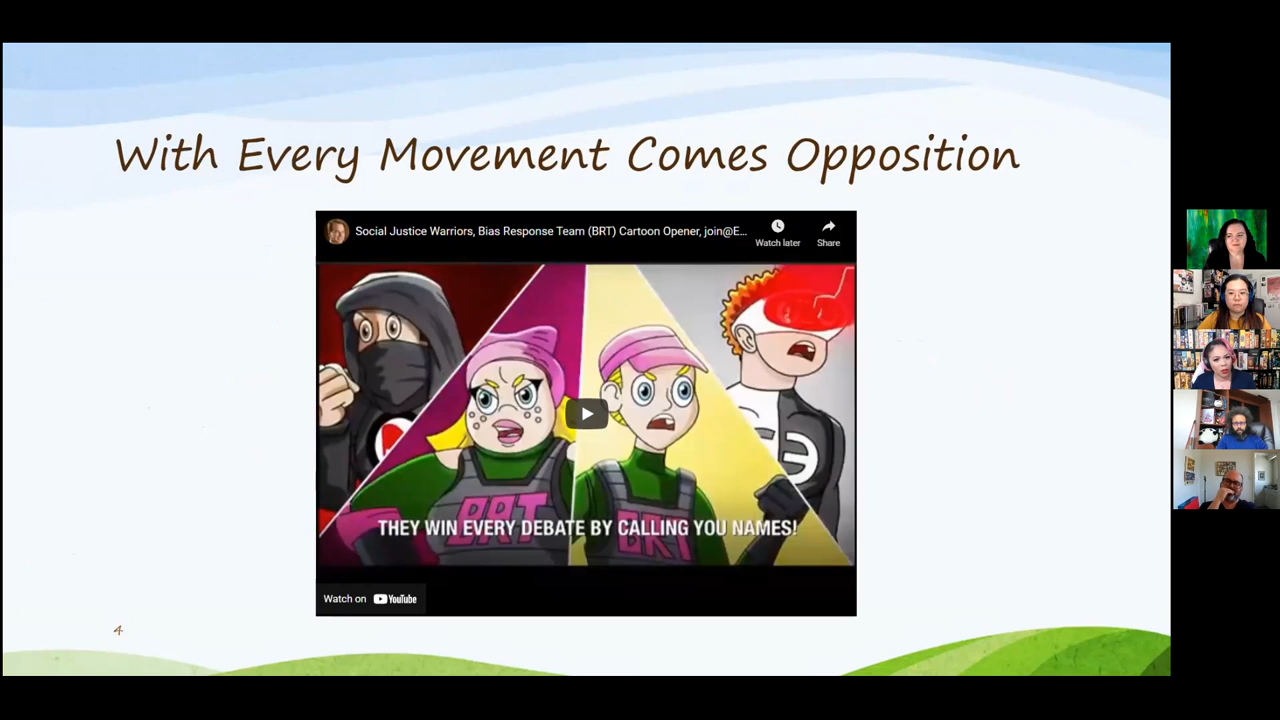 With Every Movement Comes Opposition
Social Justice Warriors, Bias Response Team (BRT) Cartoon Opener, join@E...
Watch later
Share
BRT
BRT
THEY WIN EVERY DEBATE BY CALLING YOU NAMES!
Watch on YouTube
4